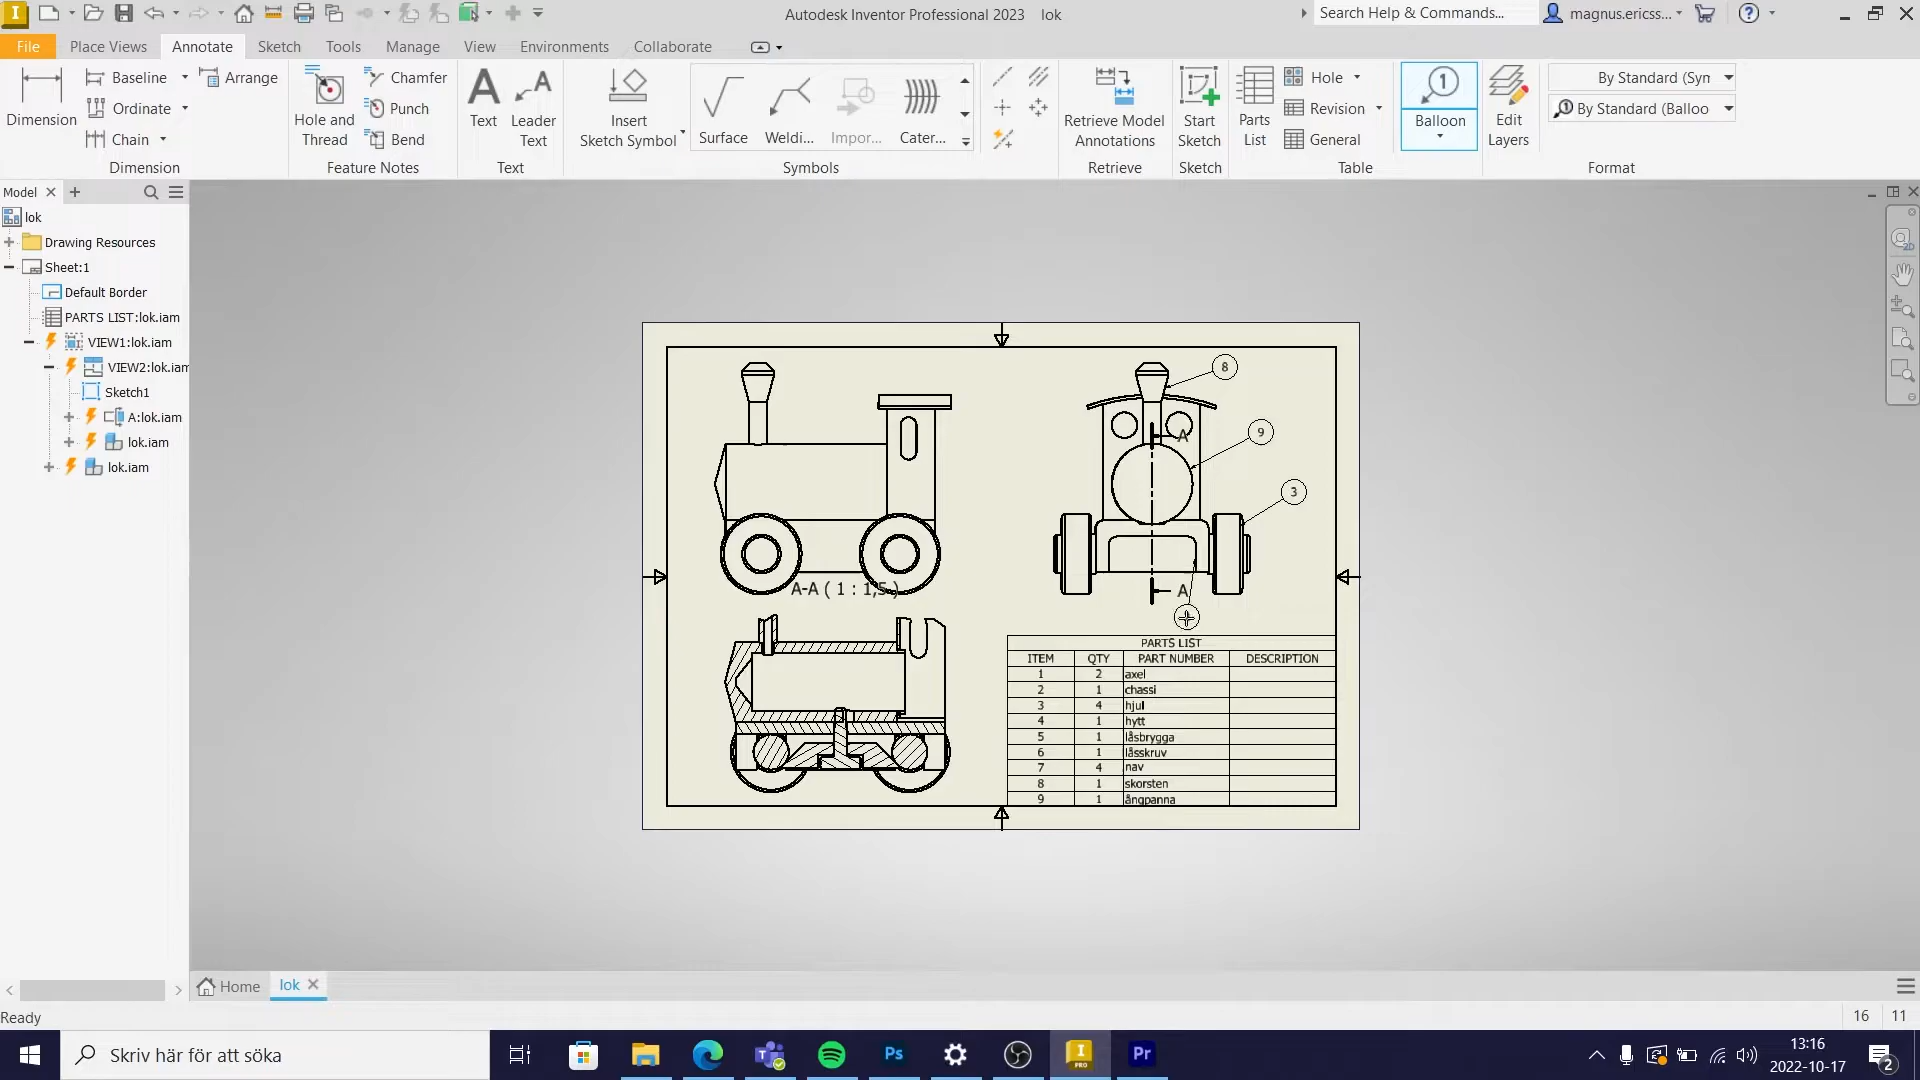 Autodesk Inventor Professional 2023 lok
Search Help & Commands...
magnus.ericss...
File
Place Views
Annotate
Sketch
Tools
Manage
View
Environments
Collaborate
Dimension
Baseline
Ordinate
Chain
Arrange
Dimension
Hole and
Thread
Chamfer
Punch
Bend
Feature Notes
Text
Leader
Text
Text
Insert
Sketch Symbol
Surface
Weldi...
Impor...
Cater...
Symbols
Retrieve Model
Annotations
Retrieve
Start
Sketch
Sketch
Parts
List
Hole
Revision
General
Table
Balloon
Edit
Layers
By Standard (Syn
By Standard (Balloo
Format
Model
lok
Drawing Resources
Sheet:1
Default Border
PARTS LIST:lok.iam
VIEW1:lok.iam
VIEW2:lok.iam
Sketch1
A:lok.iam
lok.iam
lok.iam
8
9
3
A
A
A-A ( 1 : 1,5 )
PARTS LIST
ITEM QTY PART NUMBER DESCRIPTION
1 2 axel
2 1 chassi
3 4 hjul
4 1 hytt
5 1 låsbrygga
6 1 låsskruv
7 4 nav
8 1 skorsten
9 1 ångpanna
Home
lok
Ready
16 11
Skriv här för att söka
Ps
I
PRO
Pr
13:16
2022-10-17
2